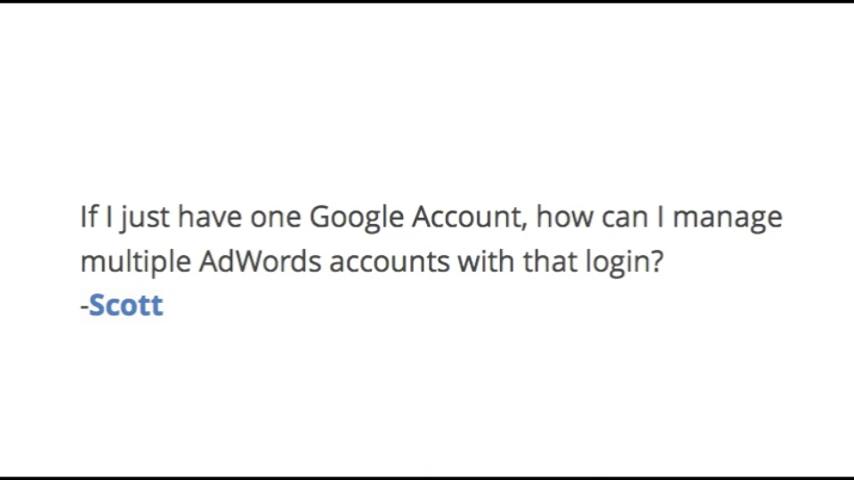 If I just have one Google Account, how can I manage
multiple AdWords accounts with that login?
-Scott